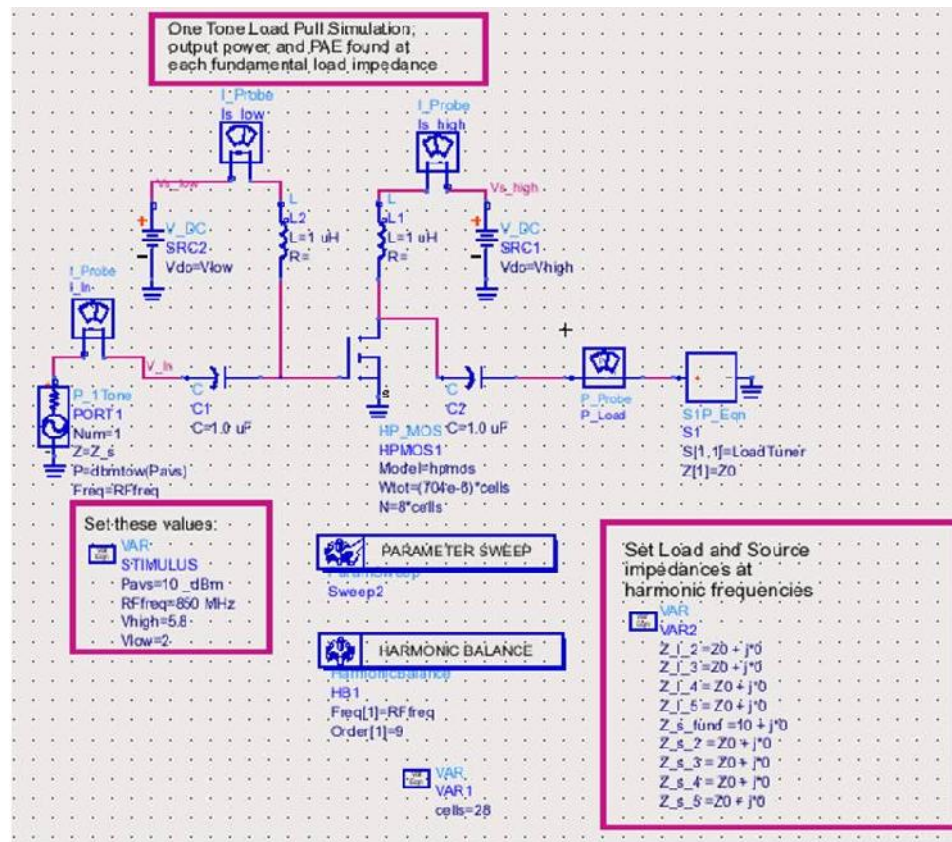 One Tone Load Pull Simulation;
output power and PAE found at
each fundamental load impedance
I_Probe
Is_low
I_Probe
Is_high
Vs_low
Vs_high
L
L2
L=1 uH
R=
L
L1
L=1 uH
R=
V_DC
SRC2
Vdc=Vlow
V_DC
SRC1
Vdc=Vhigh
I_Probe
I_In
V_In
P_1Tone
PORT1
Num=1
Z=Z_s
P=dbmtow(Pavs)
Freq=RFfreq
C
C1
C=1.0 uF
HP_MOS
HPMOS1
Model=hpmos
Wtot=(704e-6)*cells
N=8*cells
C
C2
C=1.0 uF
P_Probe
P_Load
S1P_Eqn
S1
S[1,1]=LoadTuner
Z[1]=Z0
Set these values:
VAR
STIMULUS
Pavs=10 _dBm
RFfreq=850 MHz
Vhigh=5.8
Vlow=2
PARAMETER SWEEP
ParamSweep
Sweep2
HARMONIC BALANCE
HarmonicBalance
HB1
Freq[1]=RFfreq
Order[1]=9
VAR
VAR1
cells=28
Set Load and Source
impedances at
harmonic frequencies
VAR
VAR2
Z_l_2 =Z0 + j*0
Z_l_3 =Z0 + j*0
Z_l_4 =Z0 + j*0
Z_l_5 =Z0 + j*0
Z_s_fund =10 + j*0
Z_s_2 =Z0 + j*0
Z_s_3 =Z0 + j*0
Z_s_4 =Z0 + j*0
Z_s_5 =Z0 + j*0